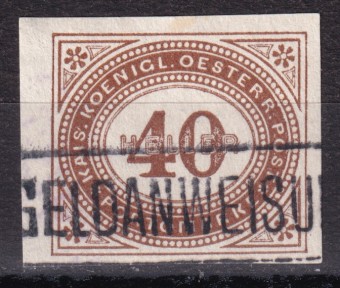 KAIS. KOENIGL. OESTERR. POST
40
HELLER
GELDANWEISU